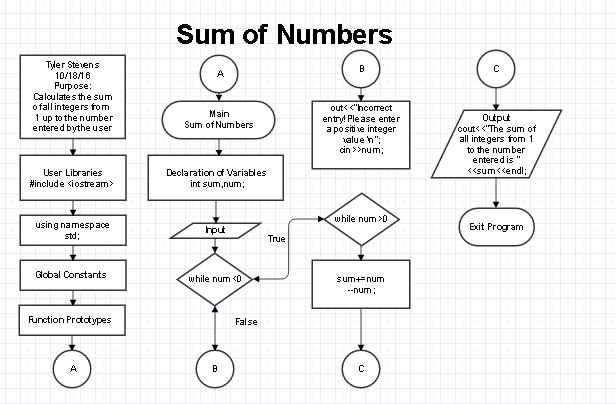 Sum of Numbers
Tyler Stevens
10/18/16
Purpose:
Calculates the sum
of all integers from
1 up to the number
entered by the user
User Libraries
#include <iostream>
using namespace
std;
Global Constants
Function Prototypes
A
A
Main
Sum of Numbers
Declaration of Variables
int sum,num;
Input
while num <0
True
False
B
B
out<<"Incorrect
entry! Please enter
a positive integer
value \n";
cin >>num;
while num >0
sum+=num
--num;
C
C
Output
cout<<"The sum of
all integers from 1
to the number
entered is "
<<sum<<endl;
Exit Program